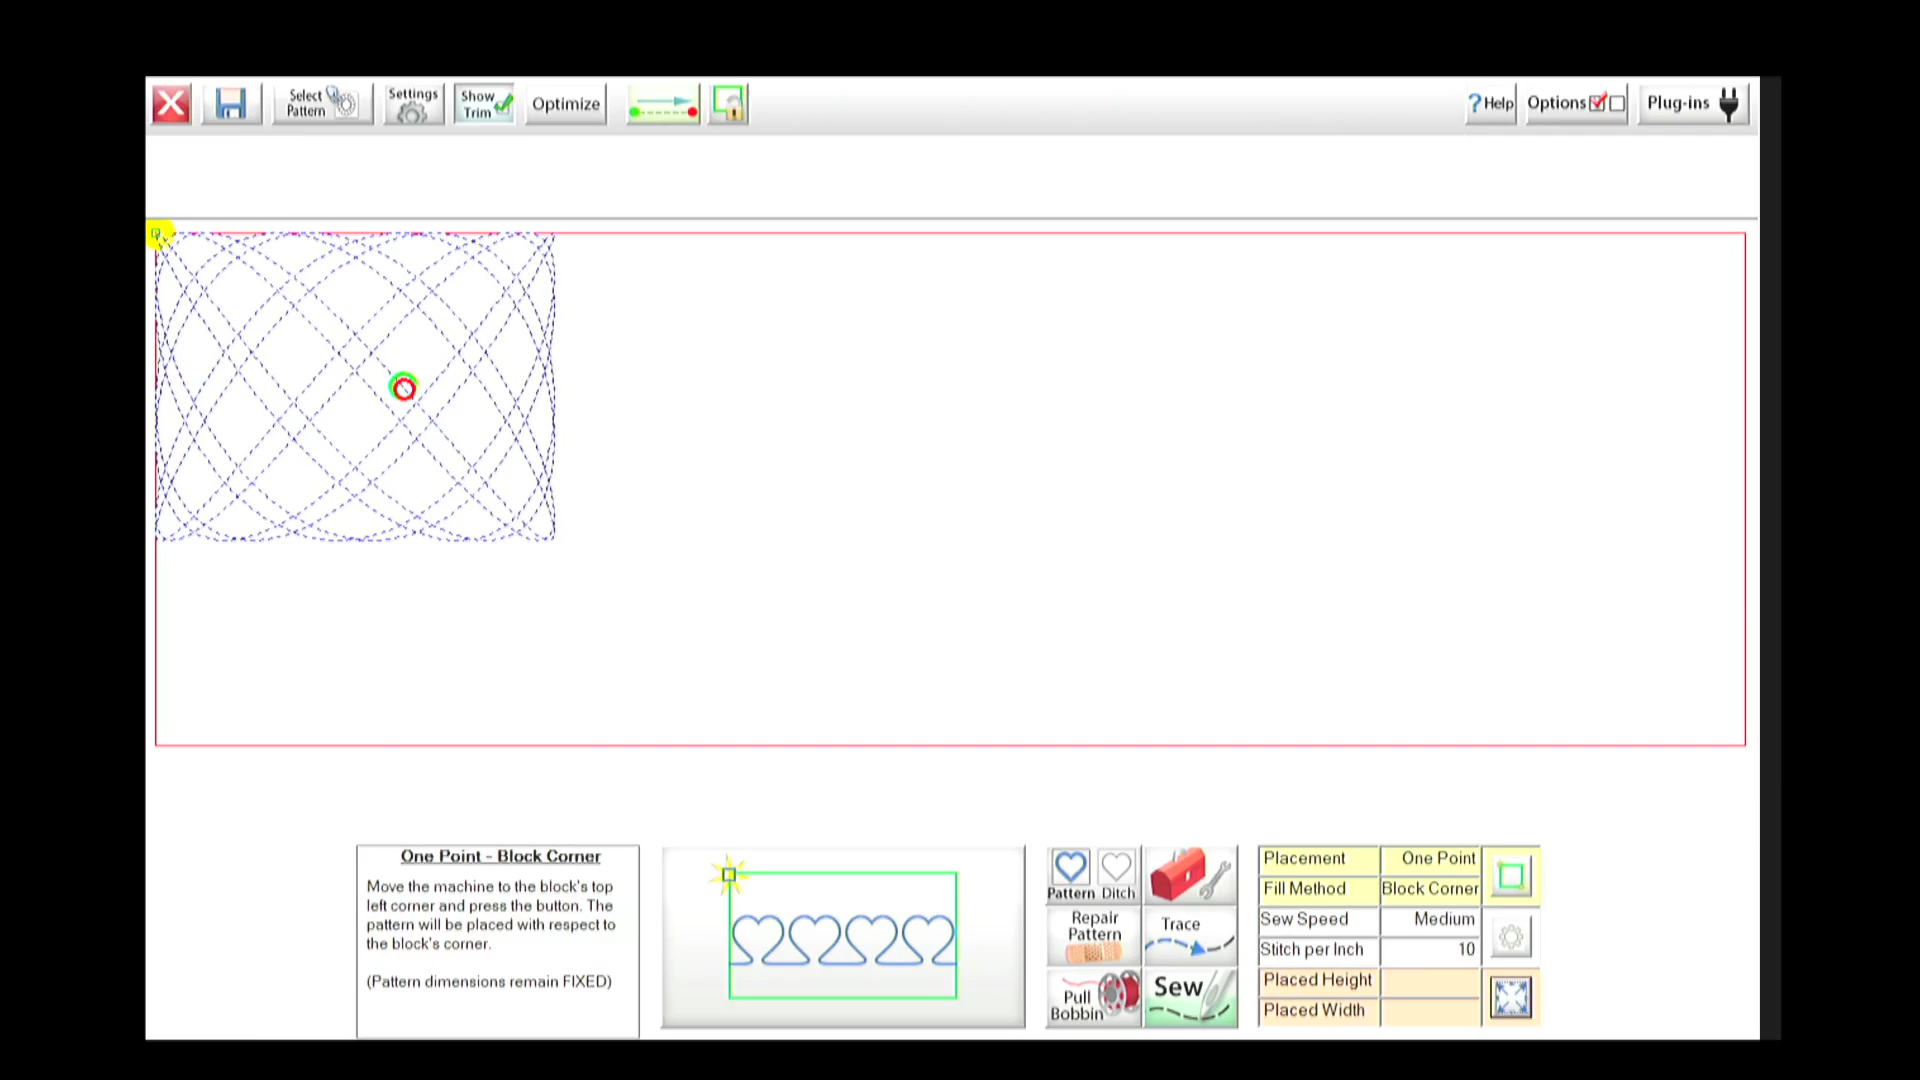 Select Pattern
Settings
Show Trim
Optimize
?Help
Options
Plug-ins
One Point - Block Corner
Move the machine to the block's top
left corner and press the button. The
pattern will be placed with respect to
the block's corner.
(Pattern dimensions remain FIXED)
Pattern Ditch
Repair
Pattern
Trace
Pull
Bobbin
Sew
Placement One Point
Fill Method Block Corner
Sew Speed Medium
Stitch per Inch 10
Placed Height
Placed Width